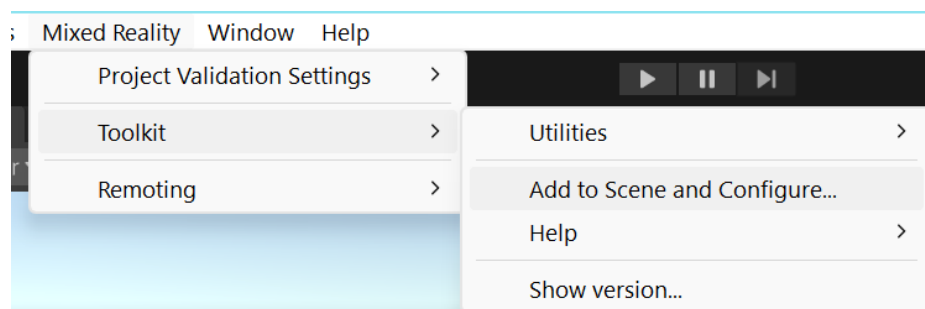 Mixed Reality Window Help
Project Validation Settings
Toolkit
Remoting
Utilities
Add to Scene and Configure...
Help
Show version...